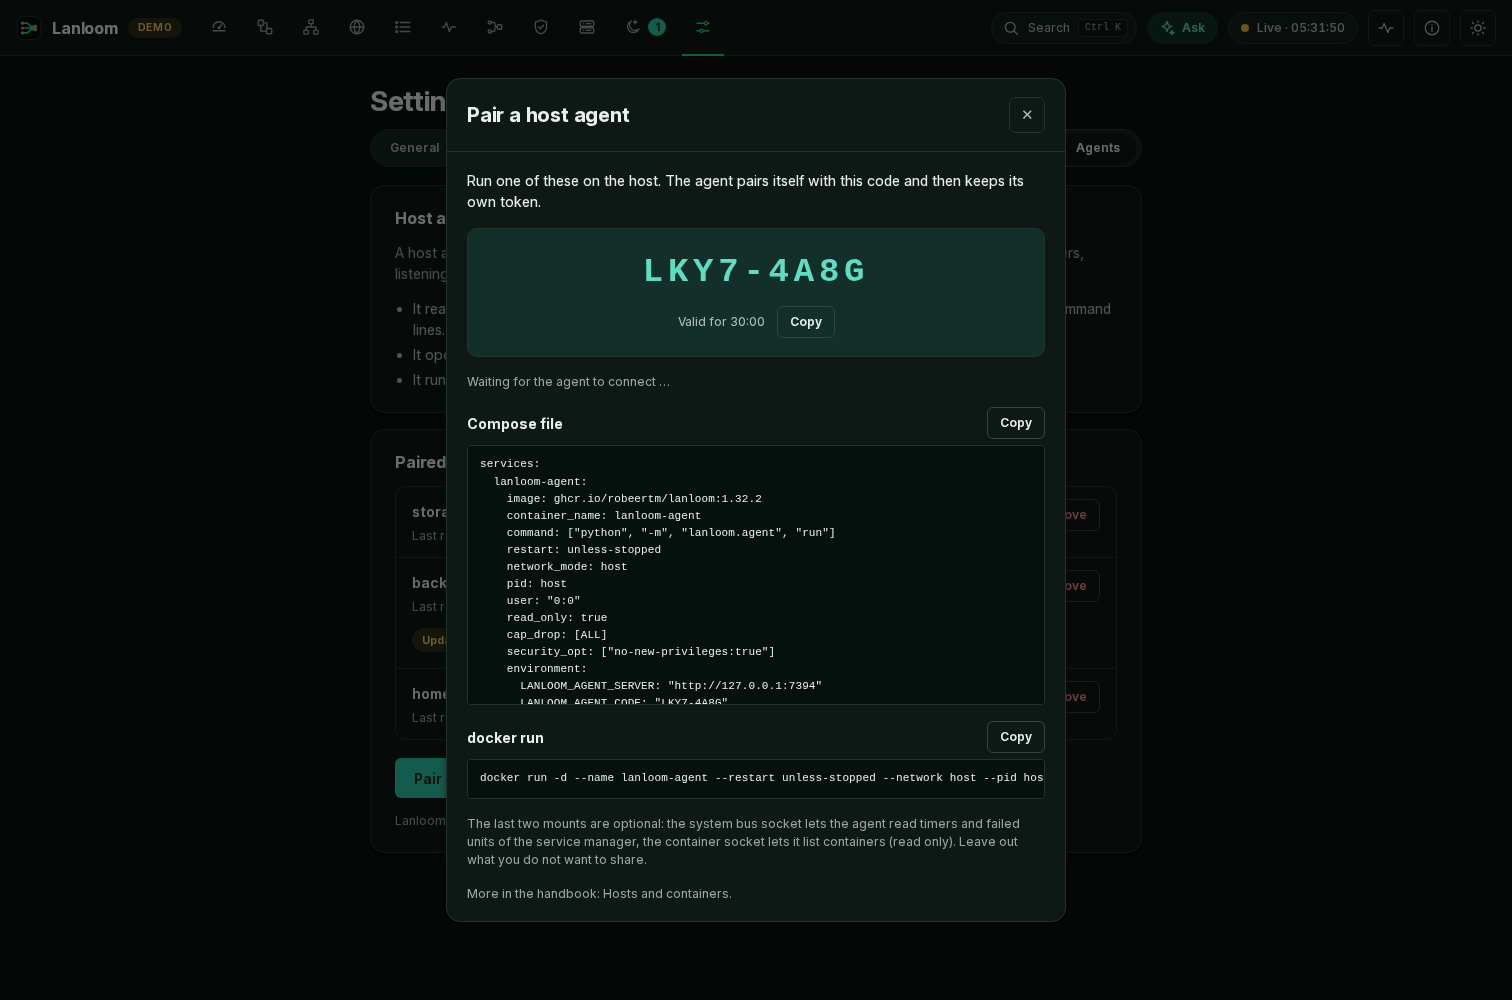 Lanloom DEMO 1 Search Ctrl K Ask Live · 05:31:50
Settin
General Agents
Pair a host agent
Run one of these on the host. The agent pairs itself with this code and then keeps its
own token.
LKY7-4A8G
Valid for 30:00 Copy
Waiting for the agent to connect …
Compose file Copy
services:
lanloom-agent:
image: ghcr.io/robeertm/lanloom:1.32.2
container_name: lanloom-agent
command: ["python", "-m", "lanloom.agent", "run"]
restart: unless-stopped
network_mode: host
pid: host
user: "0:0"
read_only: true
cap_drop: [ALL]
security_opt: ["no-new-privileges:true"]
environment:
LANLOOM_AGENT_SERVER: "http://127.0.0.1:7394"
LANLOOM_AGENT_CODE: "LKY7-4A8G"
docker run Copy
docker run -d --name lanloom-agent --restart unless-stopped --network host --pid hos
The last two mounts are optional: the system bus socket lets the agent read timers and failed
units of the service manager, the container socket lets it list containers (read only). Leave out
what you do not want to share.
More in the handbook: Hosts and containers.
Host a
A host a
listening
It rea
lines.
It ope
It run
Paired
stora
Last r
back
Last r
Upda
home
Last r
Pair
Lanloom